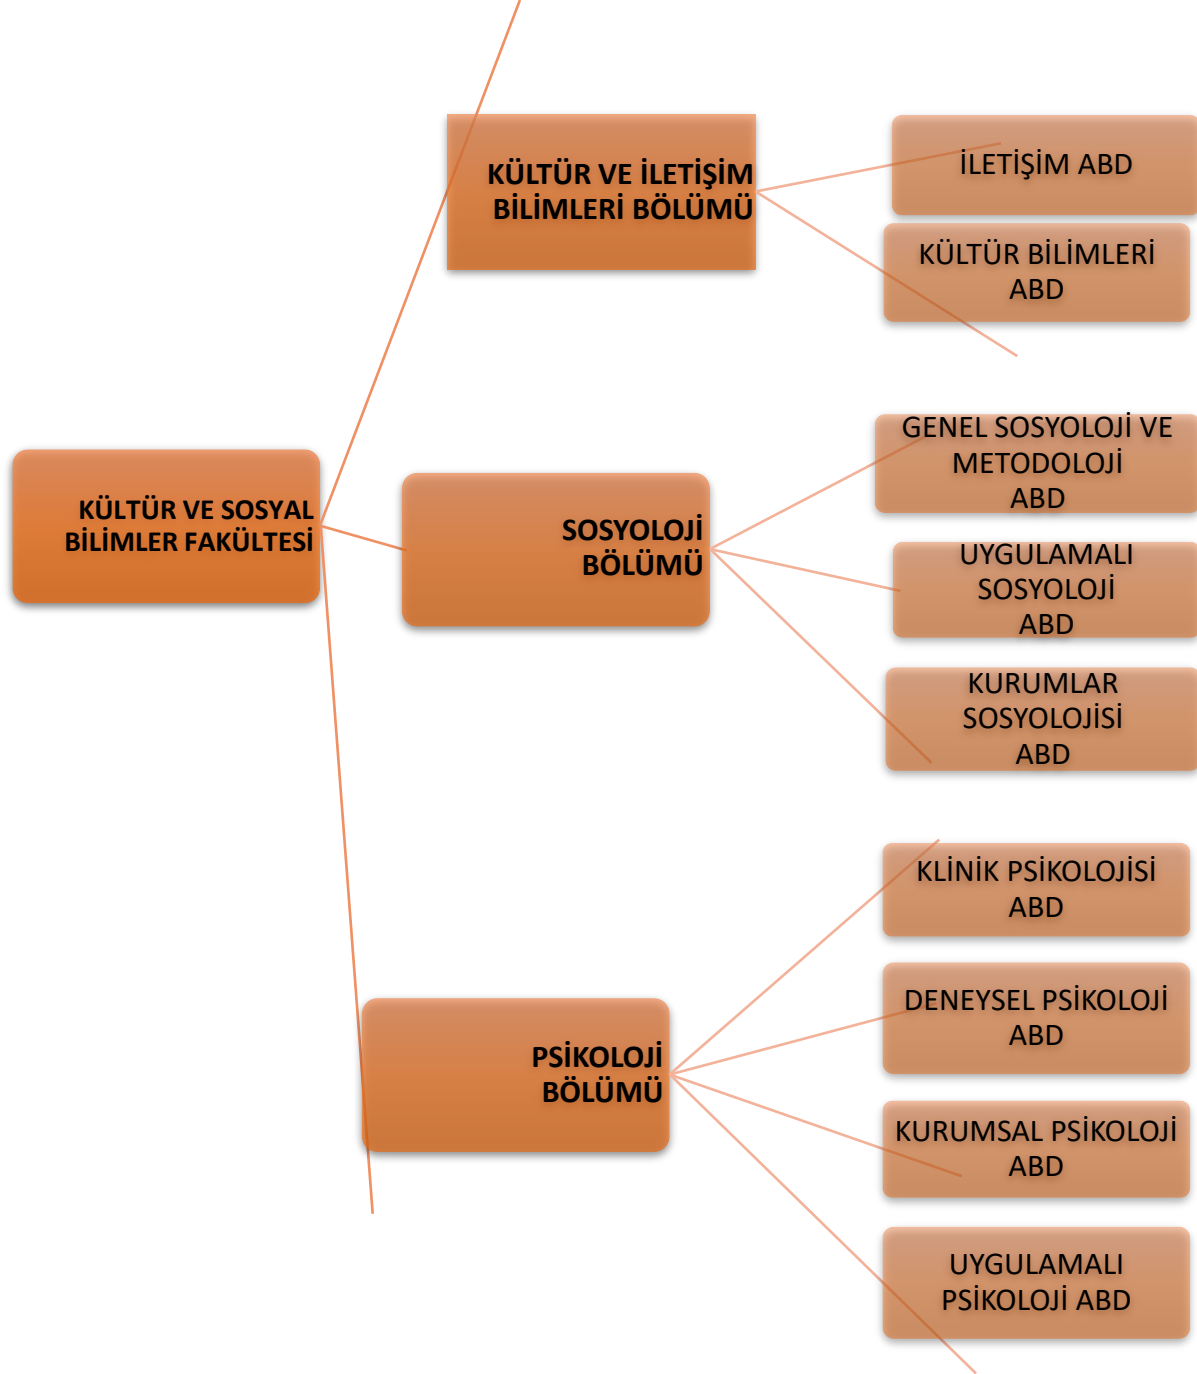 KÜLTÜR VE SOSYAL
BİLİMLER FAKÜLTESİ
KÜLTÜR VE İLETİŞİM
BİLİMLERİ BÖLÜMÜ
İLETİŞİM ABD
KÜLTÜR BİLİMLERİ
ABD
SOSYOLOJİ
BÖLÜMÜ
GENEL SOSYOLOJİ VE
METODOLOJİ
ABD
UYGULAMALI
SOSYOLOJİ
ABD
KURUMLAR
SOSYOLOJİSİ
ABD
PSİKOLOJİ
BÖLÜMÜ
KLİNİK PSİKOLOJİSİ
ABD
DENEYSEL PSİKOLOJİ
ABD
KURUMSAL PSİKOLOJİ
ABD
UYGULAMALI
PSİKOLOJİ ABD